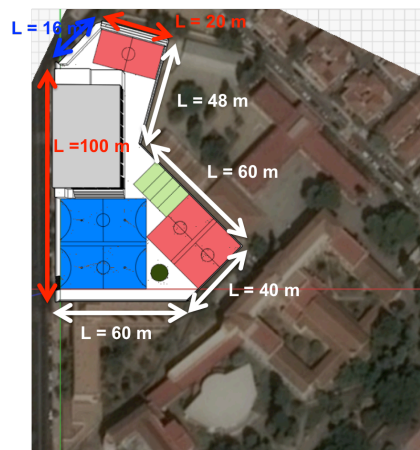 L = 16 m
L = 20 m
L = 48 m
L =100 m
L = 60 m
L = 40 m
L = 60 m